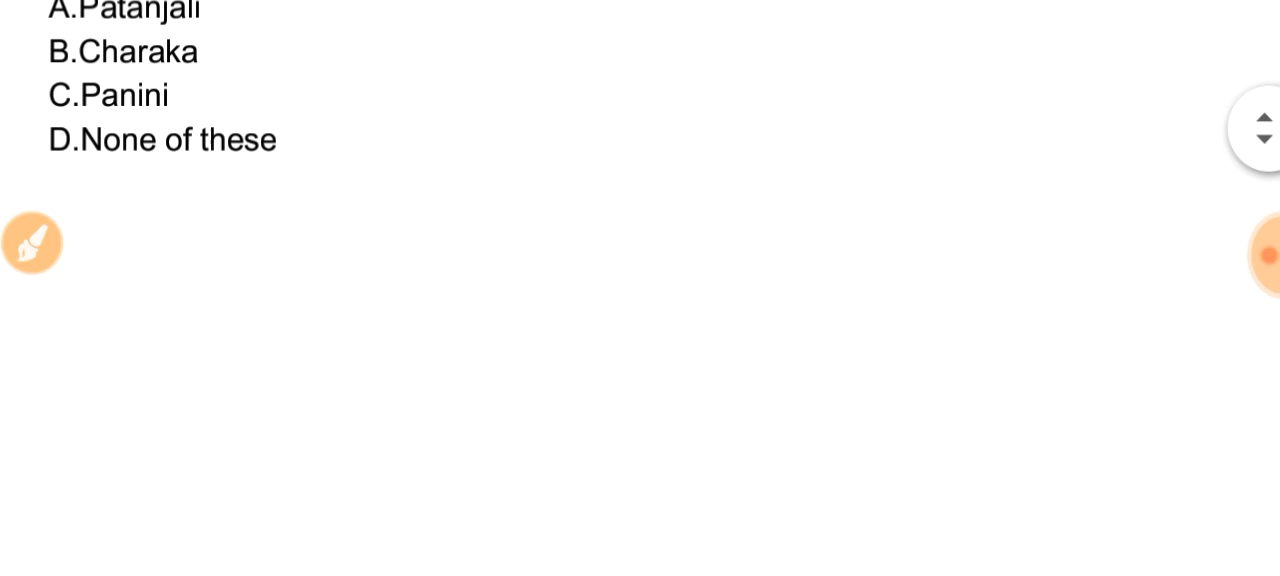 A.Patanjali
B.Charaka
C.Panini
D.None of these